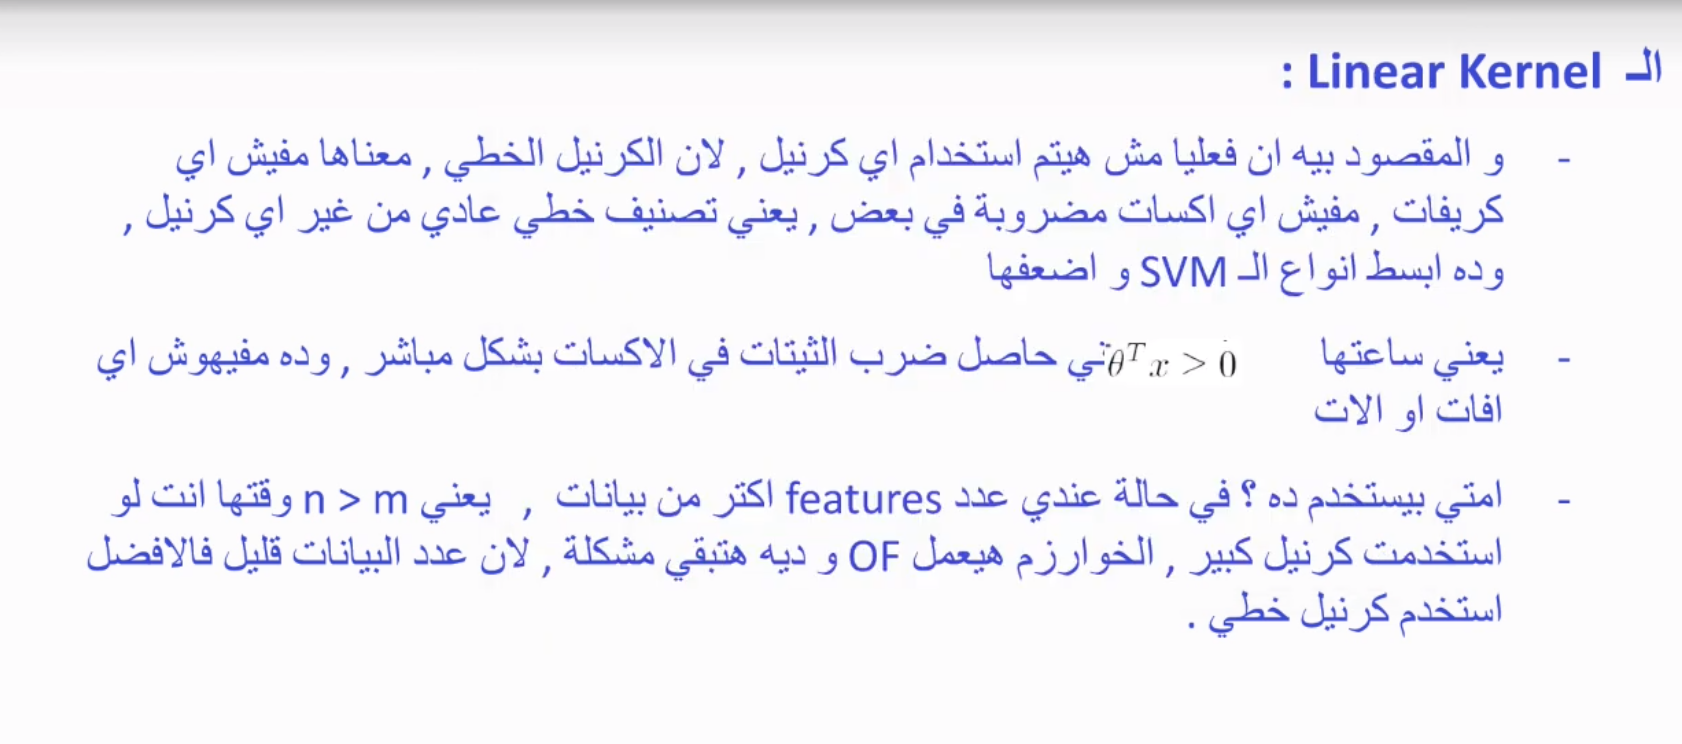 الـ Linear Kernel :
- و المقصود بيه ان فعليا مش هيتم استخدام اي كرنيل , لان الكرنيل الخطي , معناها مفيش اي
كريفات , مفيش اي اكسات مضروبة في بعض , يعني تصنيف خطي عادي من غير اي كرنيل ,
وده ابسط انواع الـ SVM و اضعفها
- يعني ساعتها θᵀx > 0 تي حاصل ضرب الثيتات في الاكسات بشكل مباشر , وده مفيهوش اي
افات او الات
- امتي بيستخدم ده ؟ في حالة عندي عدد features اكتر من بيانات , يعني n > m وقتها انت لو
استخدمت كرنيل كبير , الخوارزم هيعمل OF و ديه هتبقي مشكلة , لان عدد البيانات قليل فالافضل
استخدم كرنيل خطي .